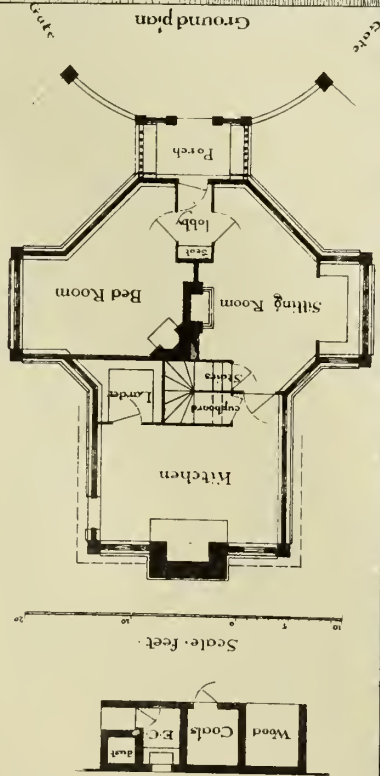 Wood
Coals
E.C.
dust
Scale . feet .
10 5 0 10 20
Kitchen
cupboard
Larder
Stairs
Sitting Room
Bed Room
Seat
lobby
Porch
Gate
Gate
Ground plan